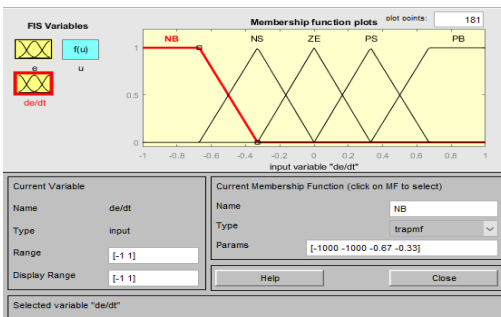 FIS Variables
Membership function plots
plot points:
181
f(u)
e
u
de/dt
NB
NS
ZE
PS
PB
1
0.5
0
-1
-0.8
-0.6
-0.4
-0.2
0
0.2
0.4
0.6
0.8
1
input variable "de/dt"
Current Variable
Name
de/dt
Type
input
Range
[-1 1]
Display Range
[-1 1]
Current Membership Function (click on MF to select)
Name
NB
Type
trapmf
Params
[-1000 -1000 -0.67 -0.33]
Help
Close
Selected variable "de/dt"